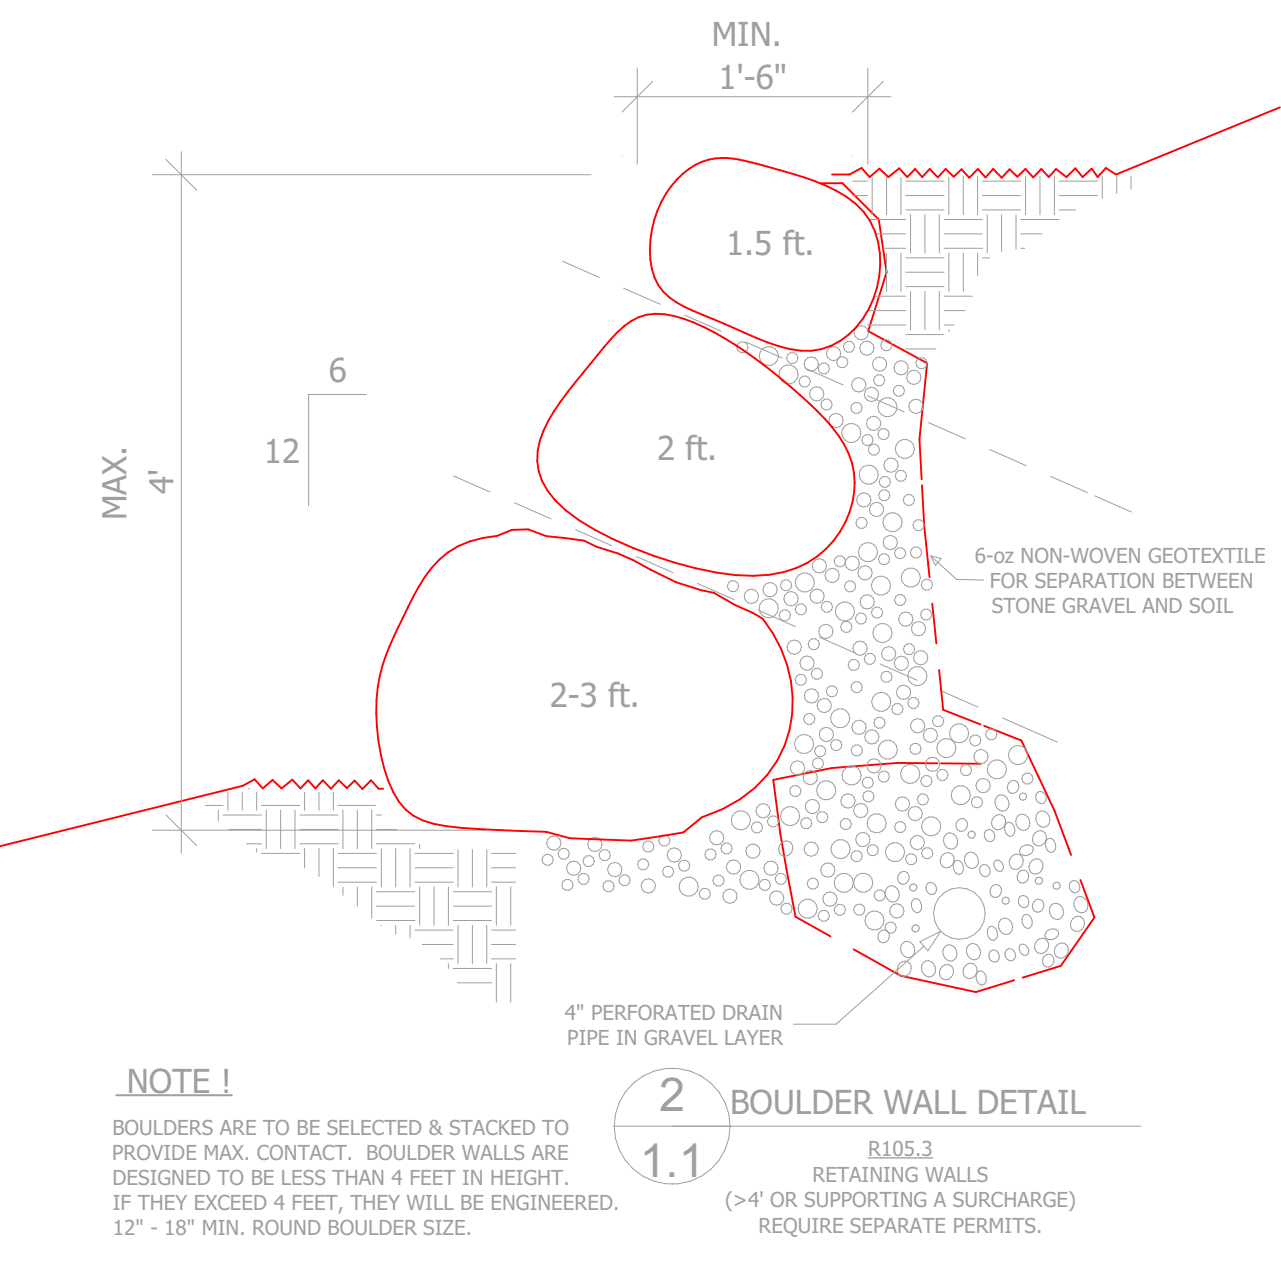 MIN.
1'-6"
1.5 ft.
6
12
2 ft.
MAX.
4'
6-oz NON-WOVEN GEOTEXTILE
FOR SEPARATION BETWEEN
STONE GRAVEL AND SOIL
2-3 ft.
4" PERFORATED DRAIN
PIPE IN GRAVEL LAYER
NOTE !
BOULDERS ARE TO BE SELECTED & STACKED TO
PROVIDE MAX. CONTACT. BOULDER WALLS ARE
DESIGNED TO BE LESS THAN 4 FEET IN HEIGHT.
IF THEY EXCEED 4 FEET, THEY WILL BE ENGINEERED.
12" - 18" MIN. ROUND BOULDER SIZE.
2
1.1
BOULDER WALL DETAIL
R105.3
RETAINING WALLS
(>4' OR SUPPORTING A SURCHARGE)
REQUIRE SEPARATE PERMITS.